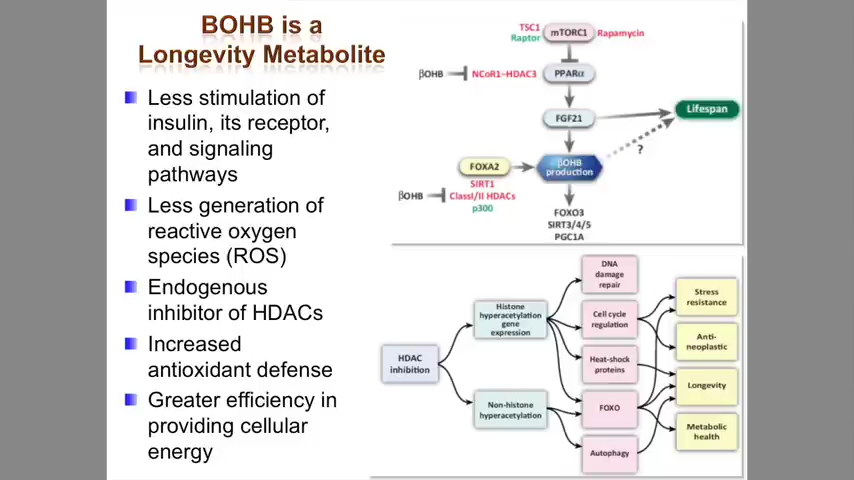 BOHB is a
Longevity Metabolite
Less stimulation of
insulin, its receptor,
and signaling
pathways
Less generation of
reactive oxygen
species (ROS)
Endogenous
inhibitor of HDACs
Increased
antioxidant defense
Greater efficiency in
providing cellular
energy
TSC1
Raptor
mTORC1
Rapamycin
βOHB
NCoR1–HDAC3
PPARα
FGF21
Lifespan
?
FOXA2
βOHB
production
SIRT1
βOHB
ClassI/II HDACs
p300
FOXO3
SIRT3/4/5
PGC1A
HDAC
inhibition
Histone
hyperacetylation
gene
expression
Non-histone
hyperacetylation
DNA
damage
repair
Cell cycle
regulation
Heat-shock
proteins
FOXO
Autophagy
Stress
resistance
Anti-
neoplastic
Longevity
Metabolic
health